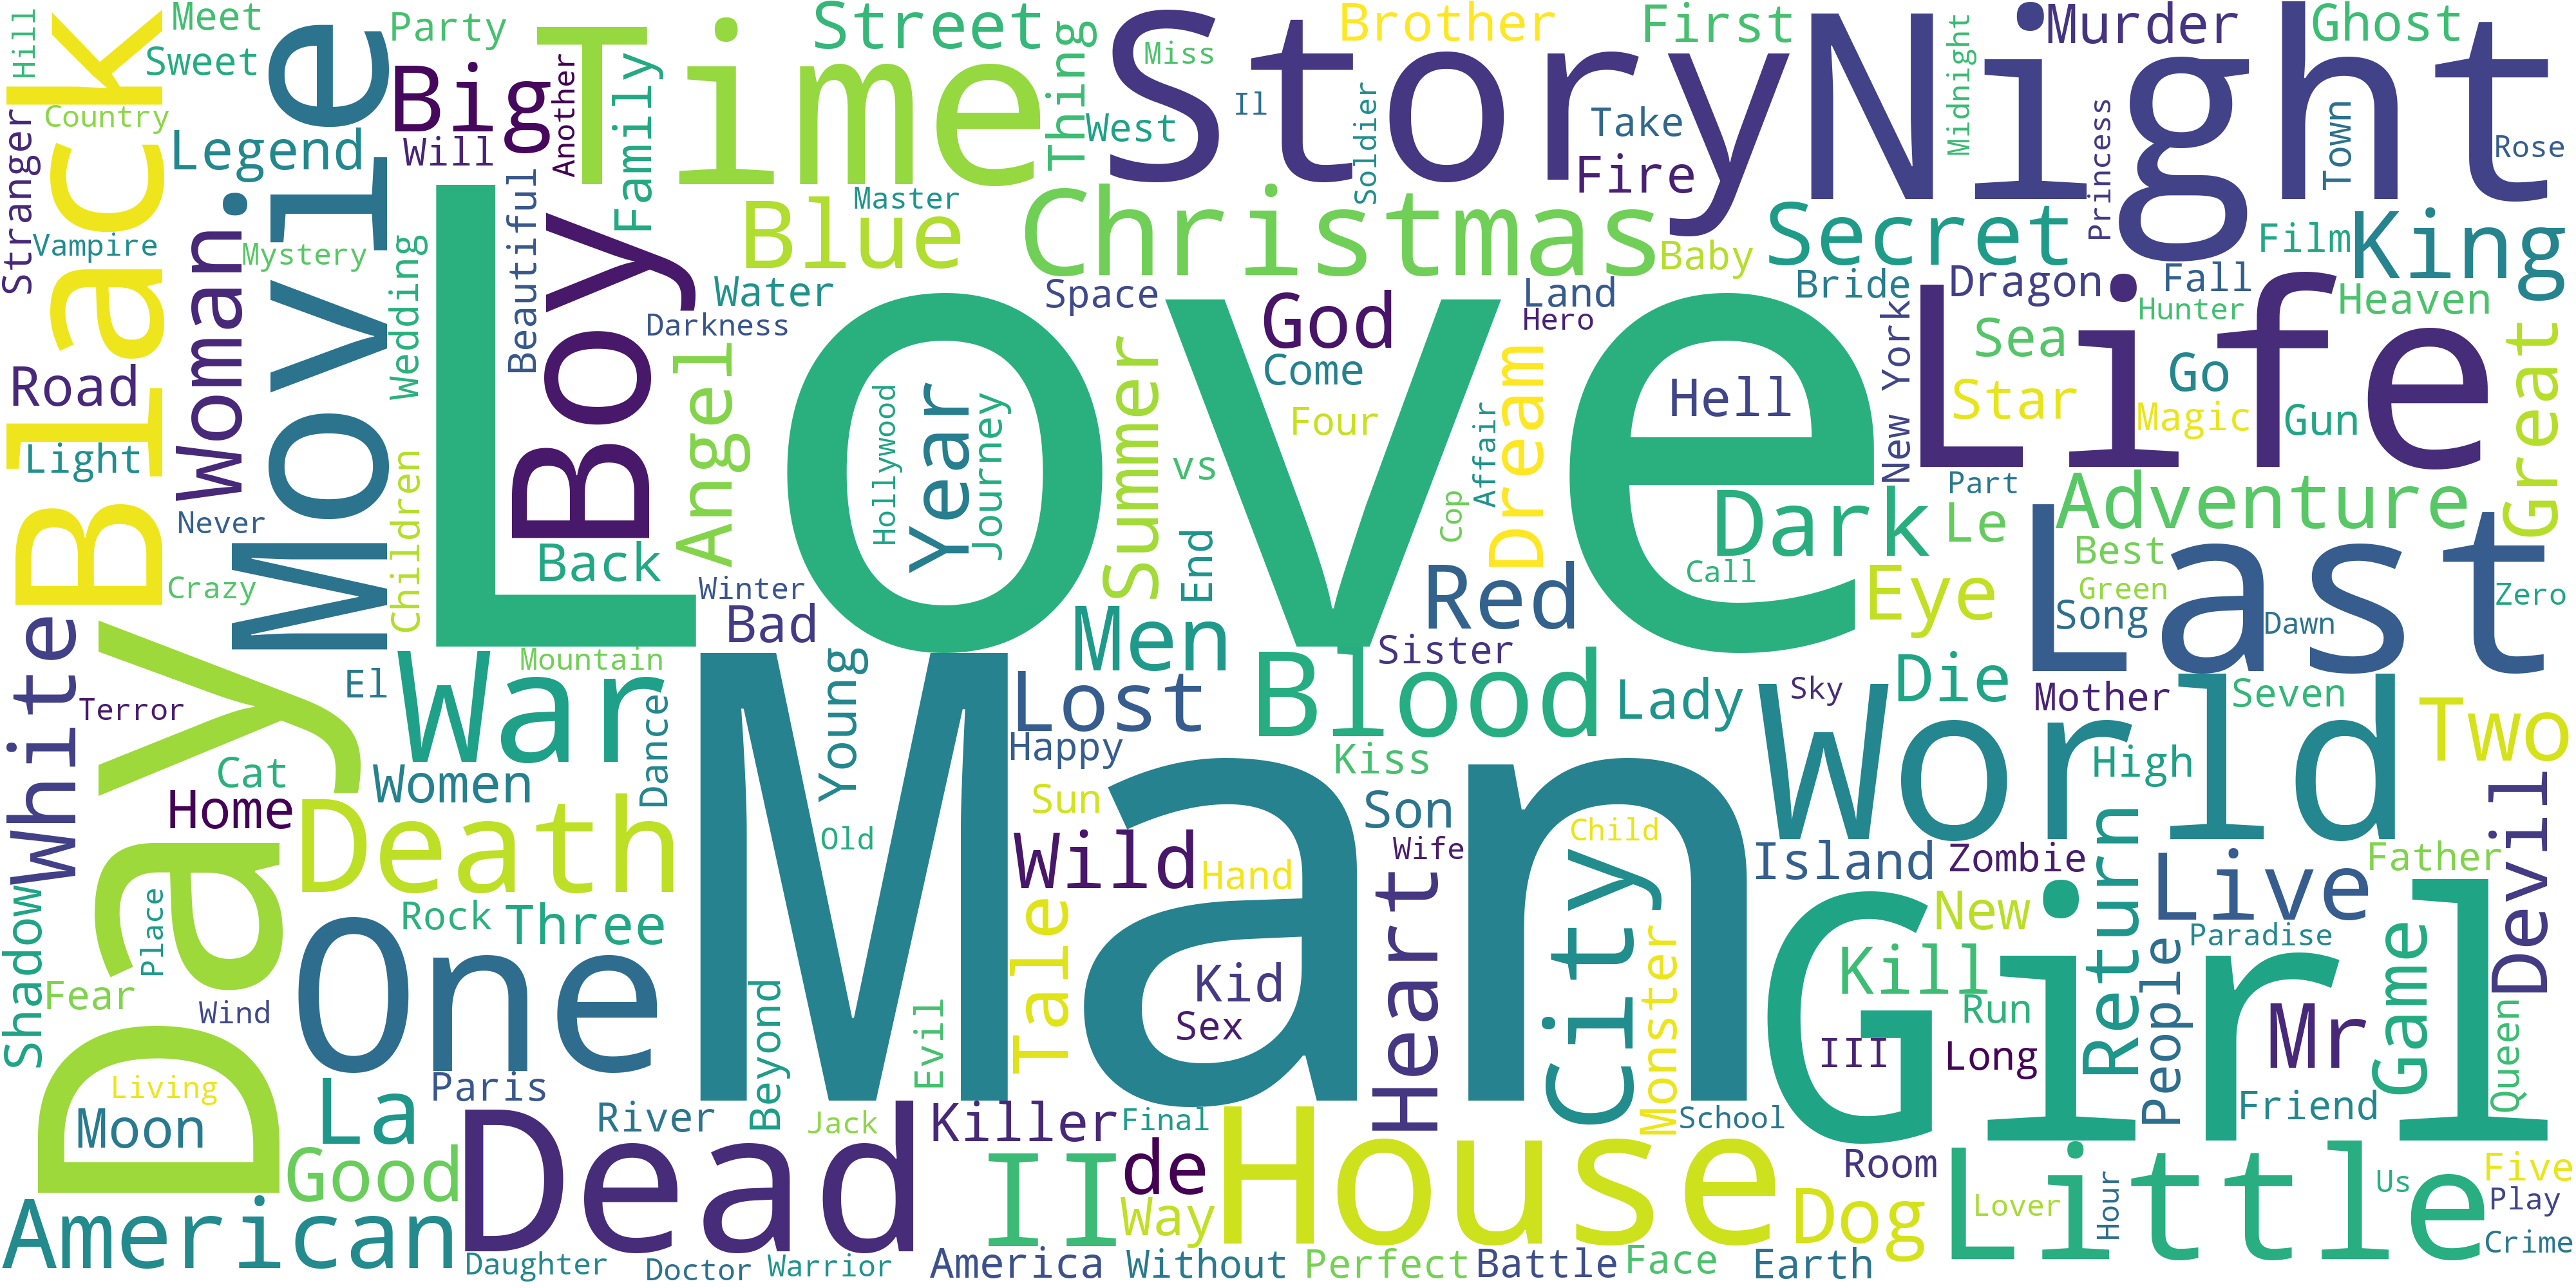 Hill
Meet
Sweet
Party
Street
Brother
First
Murder
Ghost
Black
Country
Legend
Movie
Big
Will
Another
Time
Family
Thing
West
Story
Miss
Il
Soldier
Take
Fire
Night
Midnight
Princess
Town
Rose
Stranger
Vampire
Woman
Mystery
Wedding
Beautiful
Boy
Master
Blue
Christmas
Baby
Secret
Film
King
Water
Darkness
Space
God
Land
Hero
Bride
Dragon
Fall
Hunter
Heaven
Road
Light
Love
Angel
Hollywood
Year
Journey
Summer
Come
Four
vs
Dream
Affair
Cop
Hell
New York
Life
Sea
Star
Go
Magic
Gun
Great
Never
Crazy
Children
Back
Winter
Bad
End
Red
Dark
Call
Eye
Part
Le
Adventure
Best
Green
Song
Last
Dawn
Zero
White
Day
Terror
El
Mountain
War
Women
Dance
Young
Men
Lost
Happy
Sister
Blood
Kiss
Lady
Sky
Die
World
Mother
Seven
High
Two
Cat
Home
Death
Old
Man
Sun
Wild
Hand
Son
Wife
Child
City
Island
Zombie
Return
Live
Father
Devil
Shadow
Place
Fear
Wind
One
Rock
Three
Tale
Kid
Sex
Heart
Monster
New
Kill
Run
III
Long
Girl
People
Paradise
Mr
Game
Queen
Friend
Living
Moon
La
Paris
River
Beyond
Evil
Jack
Killer
Final
School
Good
American
Dead
II
de
Way
House
Room
Dog
Little
Lover
Hour
Us
Five
Play
Crime
Daughter
Doctor
Warrior
America
Without
Perfect
Battle
Face
Earth